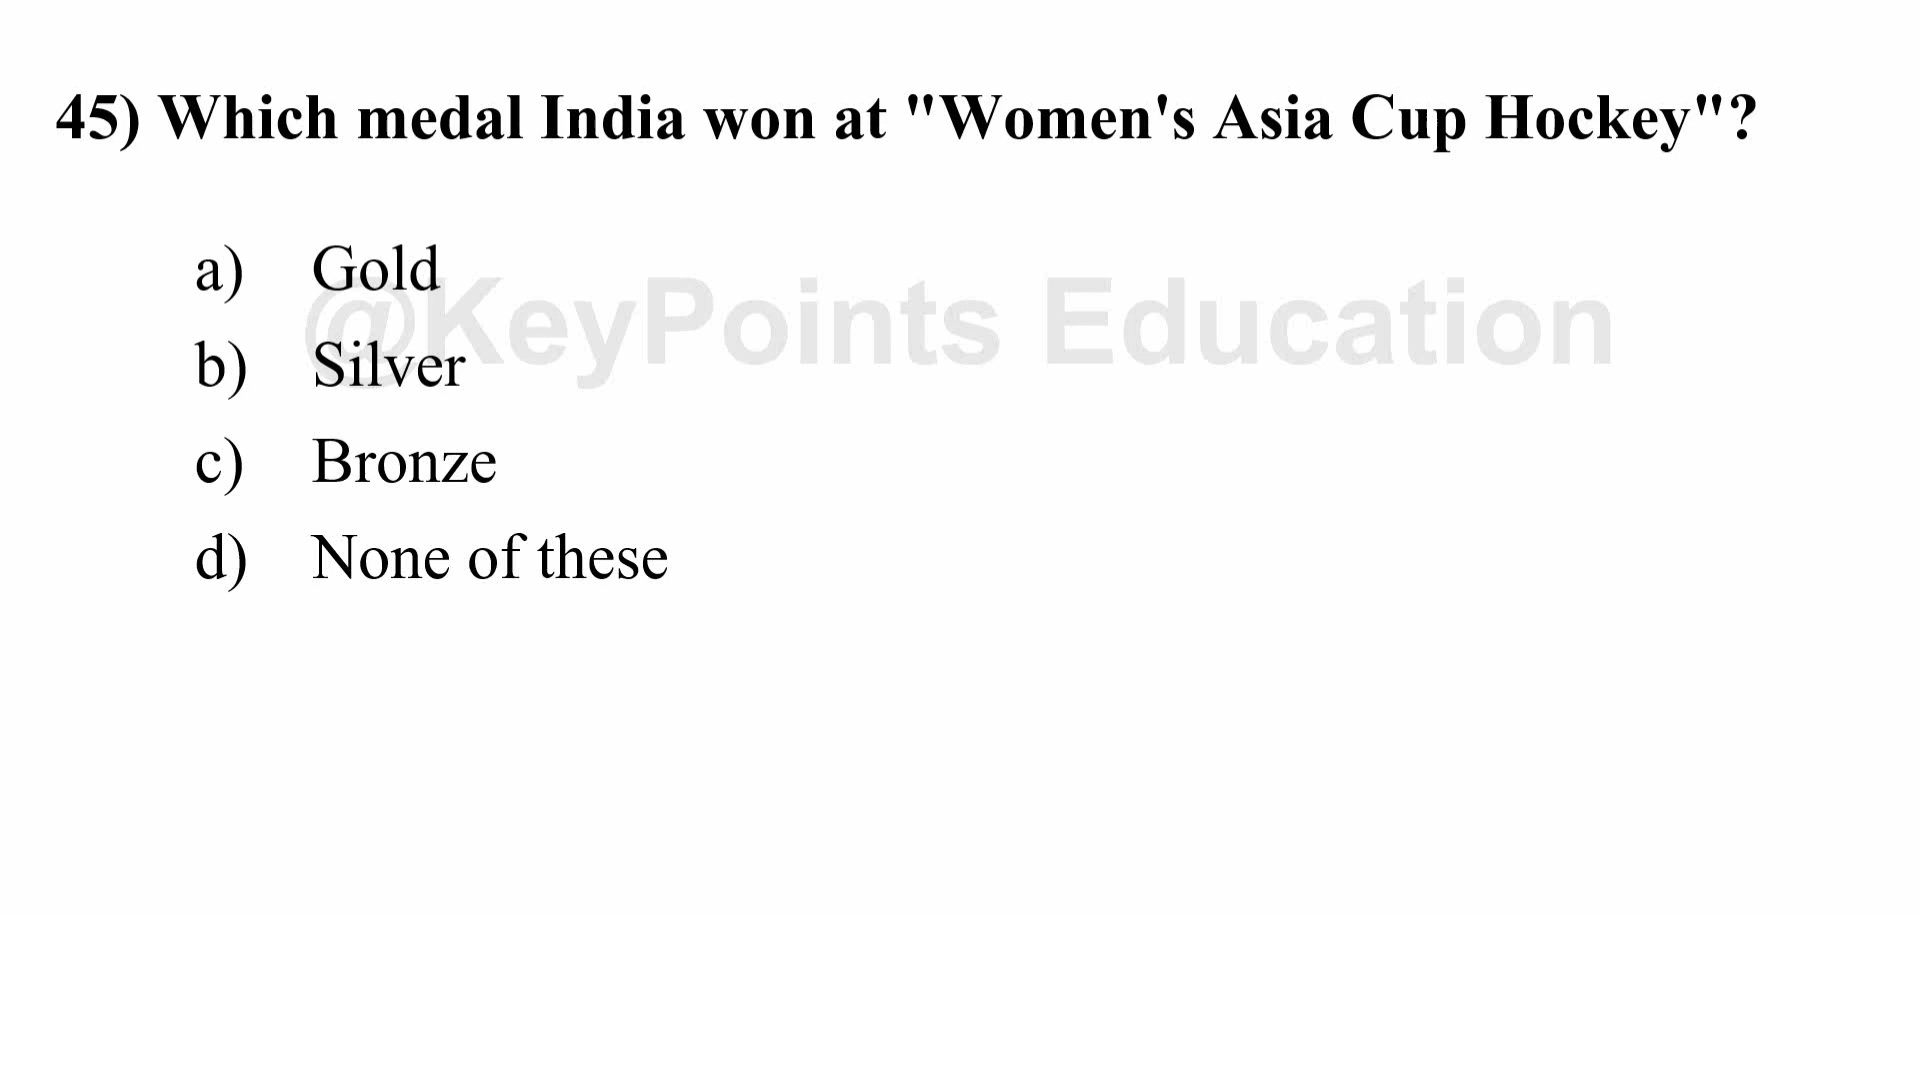 45) Which medal India won at "Women's Asia Cup Hockey"?
a) Gold
@KeyPoints Education
b) Silver
c) Bronze
d) None of these